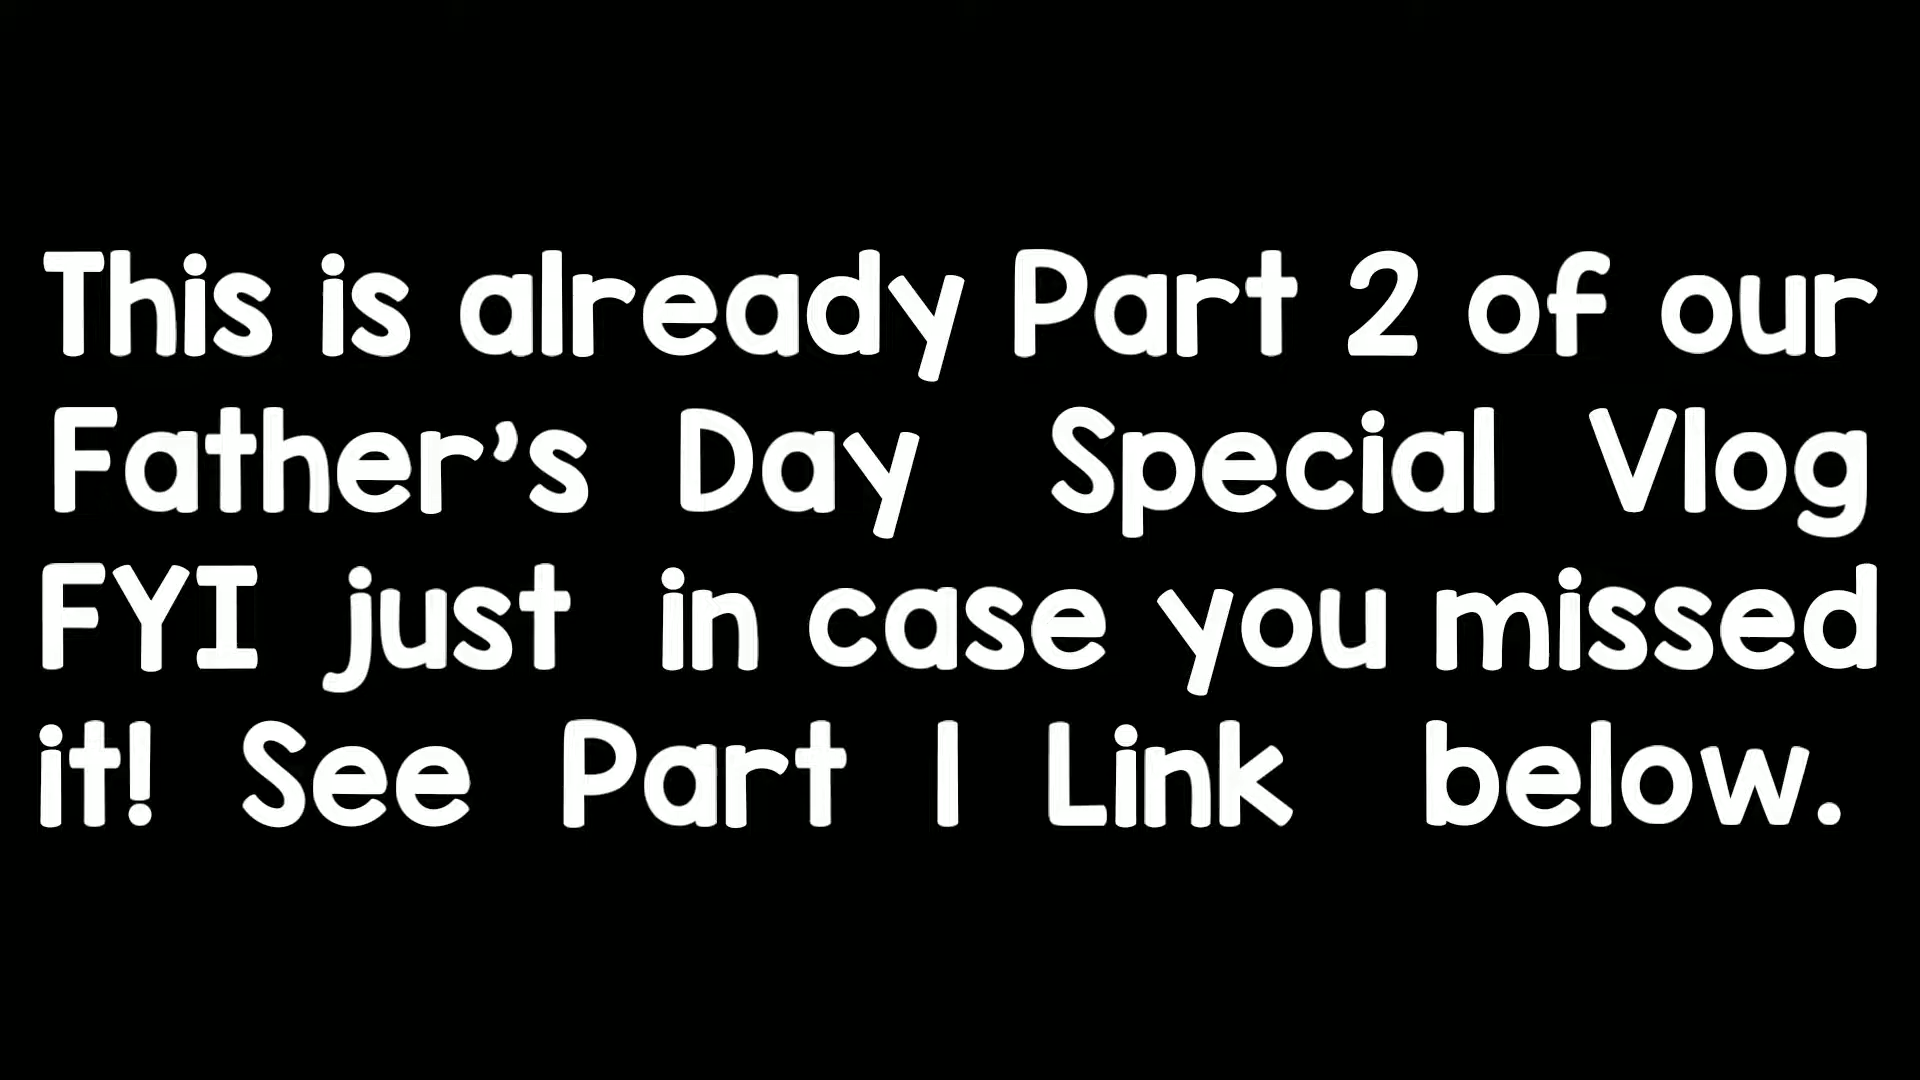 This is already Part 2 of our
Father's Day Special Vlog
FYI just in case you missed
it! See Part 1 Link below.